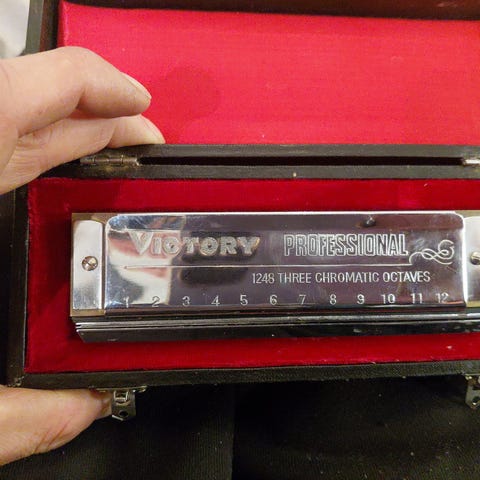 VICTORY PROFESSIONAL
1248 THREE CHROMATIC OCTAVES
1 2 3 4 5 6 7 8 9 10 11 12